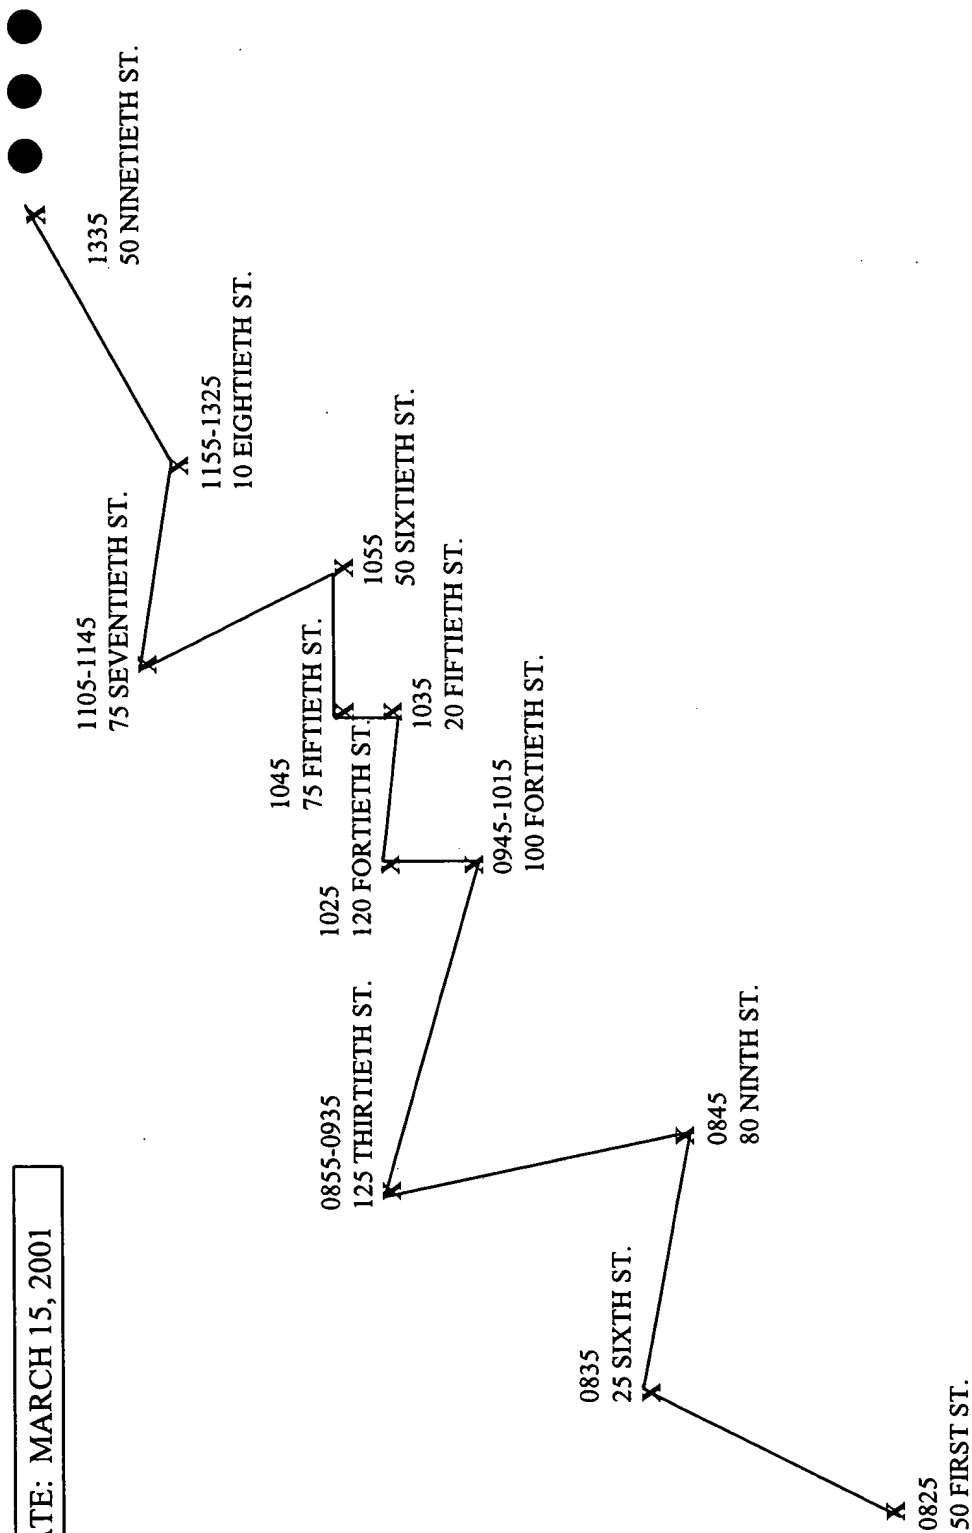 ATE: MARCH 15, 2001
0825
50 FIRST ST.
0835
25 SIXTH ST.
0845
80 NINTH ST.
0855-0935
125 THIRTIETH ST.
0945-1015
100 FORTIETH ST.
1025
120 FORTIETH ST.
1035
20 FIFTIETH ST.
1045
75 FIFTIETH ST.
1055
50 SIXTIETH ST.
1105-1145
75 SEVENTIETH ST.
1155-1325
10 EIGHTIETH ST.
1335
50 NINETIETH ST.